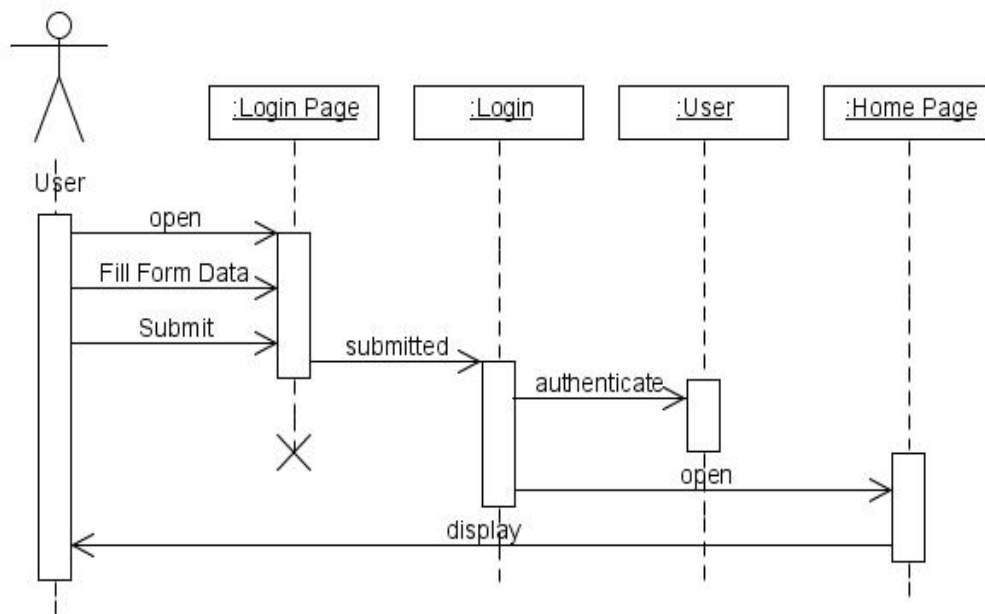 :Login Page
:Login
:User
:Home Page
User
open
Fill Form Data
Submit
submitted
authenticate
open
display